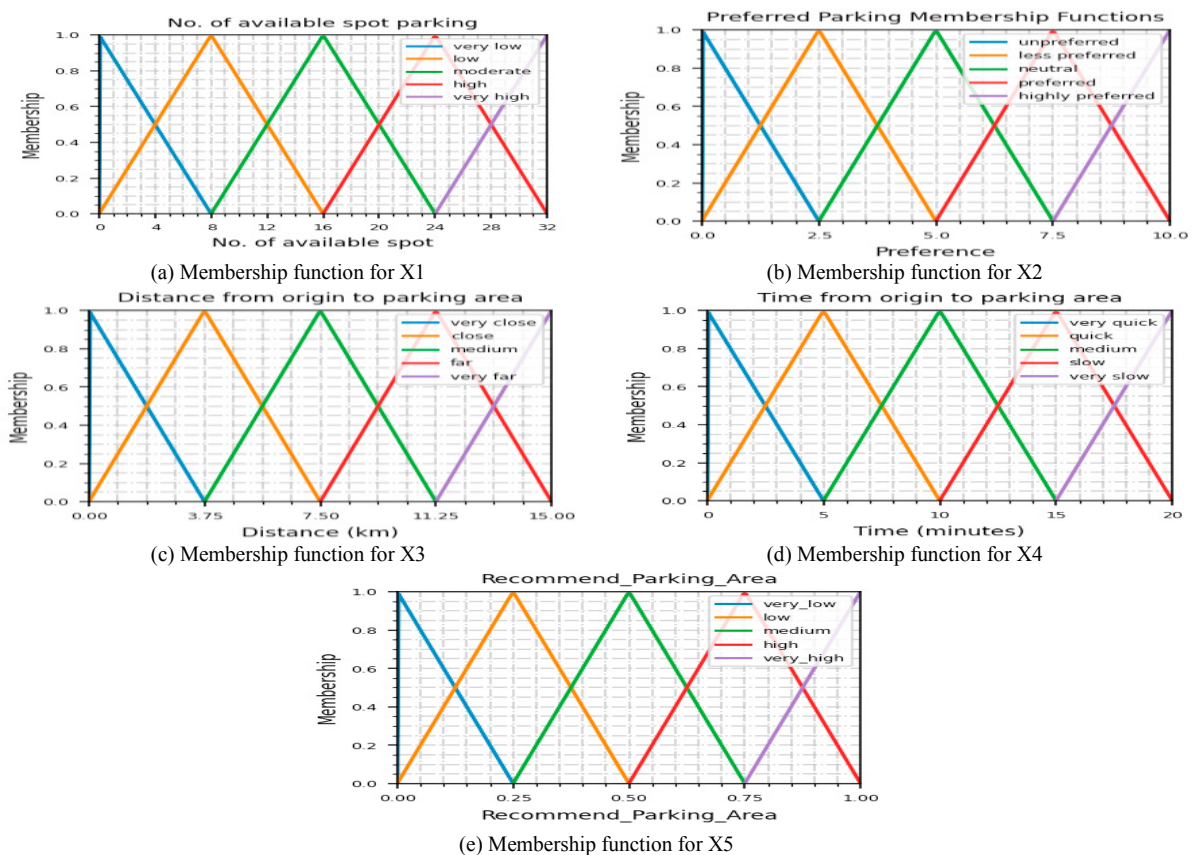 No. of available spot parking
Membership
1.0
0.8
0.6
0.4
0.2
0.0
very low
low
moderate
high
very high
0 4 8 12 16 20 24 28 32
No. of available spot
(a) Membership function for X1
Preferred Parking Membership Functions
Membership
1.0
0.8
0.6
0.4
0.2
0.0
unpreferred
less preferred
neutral
preferred
highly preferred
0.0 2.5 5.0 7.5 10.0
Preference
(b) Membership function for X2
Distance from origin to parking area
Membership
1.0
0.8
0.6
0.4
0.2
0.0
very close
close
medium
far
very far
0.00 3.75 7.50 11.25 15.00
Distance (km)
(c) Membership function for X3
Time from origin to parking area
Membership
1.0
0.8
0.6
0.4
0.2
0.0
very quick
quick
medium
slow
very slow
0 5 10 15 20
Time (minutes)
(d) Membership function for X4
Recommend_Parking_Area
Membership
1.0
0.8
0.6
0.4
0.2
0.0
very_low
low
medium
high
very_high
0.00 0.25 0.50 0.75 1.00
Recommend_Parking_Area
(e) Membership function for X5